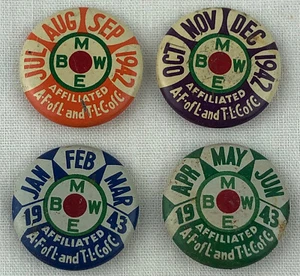 JUL AUG SEP 1942
M
B W
E
AFFILIATED
A·F·of·L· and T·L·C·of·C·
OCT NOV DEC 1942
M
B W
E
AFFILIATED
A·F·of·L· and T·L·C·of·C·
JAN FEB MAR
19 43
M
B W
E
AFFILIATED
A·F·of·L· and T·L·C·of·C·
APR MAY JUN
19 43
M
B W
E
AFFILIATED
A·F·of·L· and T·L·C·of·C·